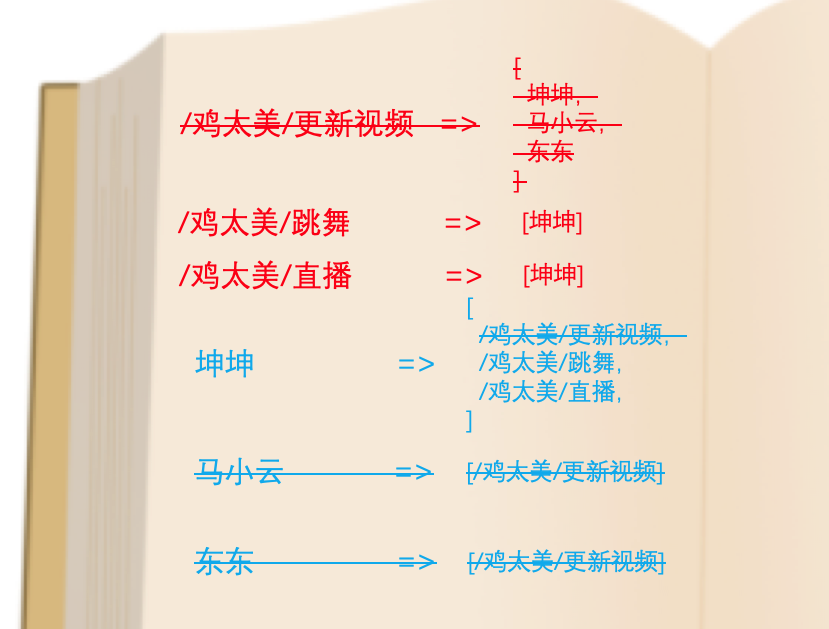 [
坤坤,
/鸡太美/更新视频 =>
马小云,
东东
]
/鸡太美/跳舞 => [坤坤]
/鸡太美/直播 => [坤坤]
[
/鸡太美/更新视频,
坤坤 => /鸡太美/跳舞,
/鸡太美/直播,
]
马小云 => [/鸡太美/更新视频]
东东 => [/鸡太美/更新视频]